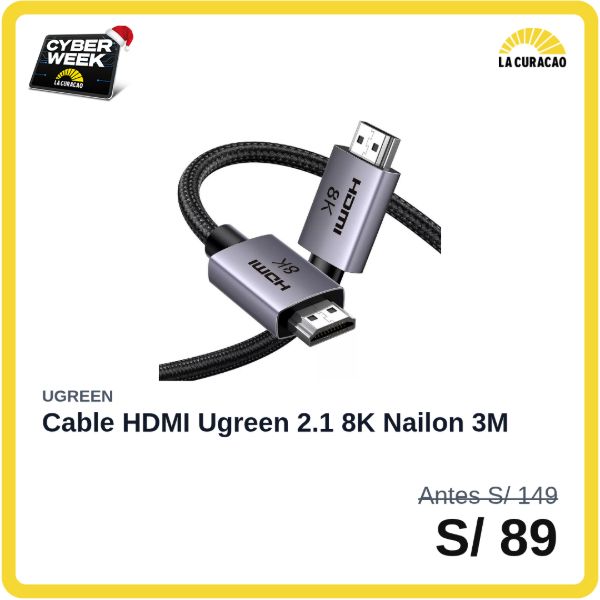 CYBER
WEEK
LA CURACAO
LA CURACAO
HDMI
8K
HDMI
8K
UGREEN
Cable HDMI Ugreen 2.1 8K Nailon 3M
Antes S/ 149
S/ 89